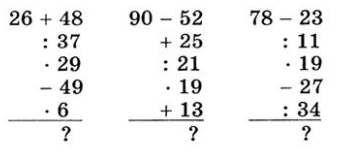 26 + 48 90 − 52 78 − 23
: 37 + 25 : 11
· 29 : 21 · 19
− 49 · 19 − 27
· 6 + 13 : 34
? ? ?